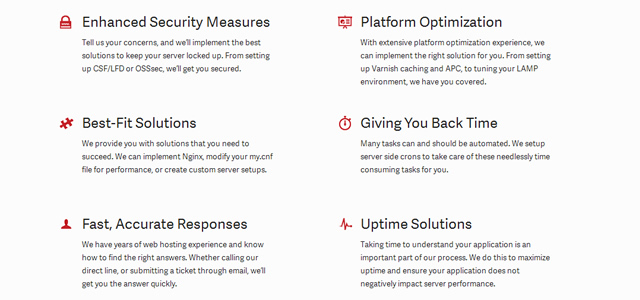 Enhanced Security Measures
Tell us your concerns, and we'll implement the best
solutions to keep your server locked up. From setting
up CSF/LFD or OSSsec, we'll get you secured.
Platform Optimization
With extensive platform optimization experience, we
can implement the right solution for you. From setting
up Varnish caching and APC, to tuning your LAMP
environment, we have you covered.
Best-Fit Solutions
We provide you with solutions that you need to
succeed. We can implement Nginx, modify your my.cnf
file for performance, or create custom server setups.
Giving You Back Time
Many tasks can and should be automated. We setup
server side crons to take care of these needlessly time
consuming tasks for you.
Fast, Accurate Responses
We have years of web hosting experience and know
how to find the right answers. Whether calling our
direct line, or submitting a ticket through email, we'll
get you the answer quickly.
Uptime Solutions
Taking time to understand your application is an
important part of our process. We do this to maximize
uptime and ensure your application does not
negatively impact server performance.